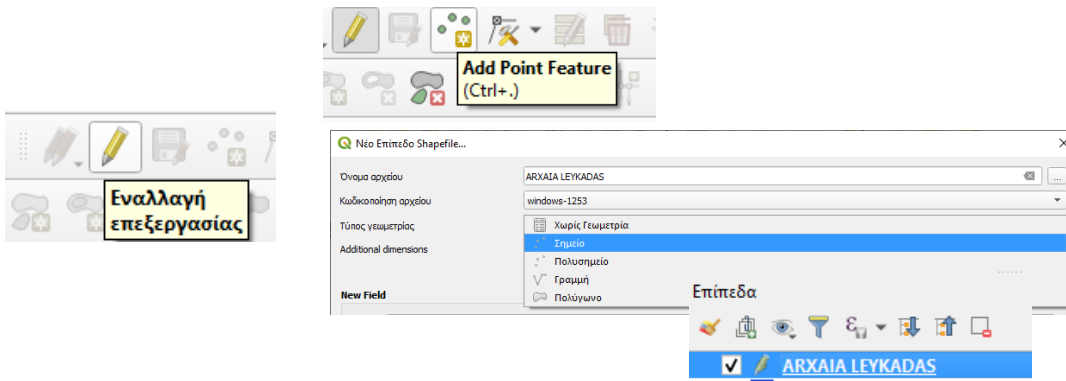 Add Point Feature
(Ctrl+.)
Εναλλαγή
επεξεργασίας
Νέο Επίπεδο Shapefile...
Όνομα αρχείου
ARXAIA LEYKADAS
...
Κωδικοποίηση αρχείου
windows-1253
Τύπος γεωμετρίας
Χωρίς Γεωμετρία
Additional dimensions
Σημείο
Πολυσημείο
Γραμμή
New Field
Πολύγωνο
Επίπεδα
ARXAIA LEYKADAS